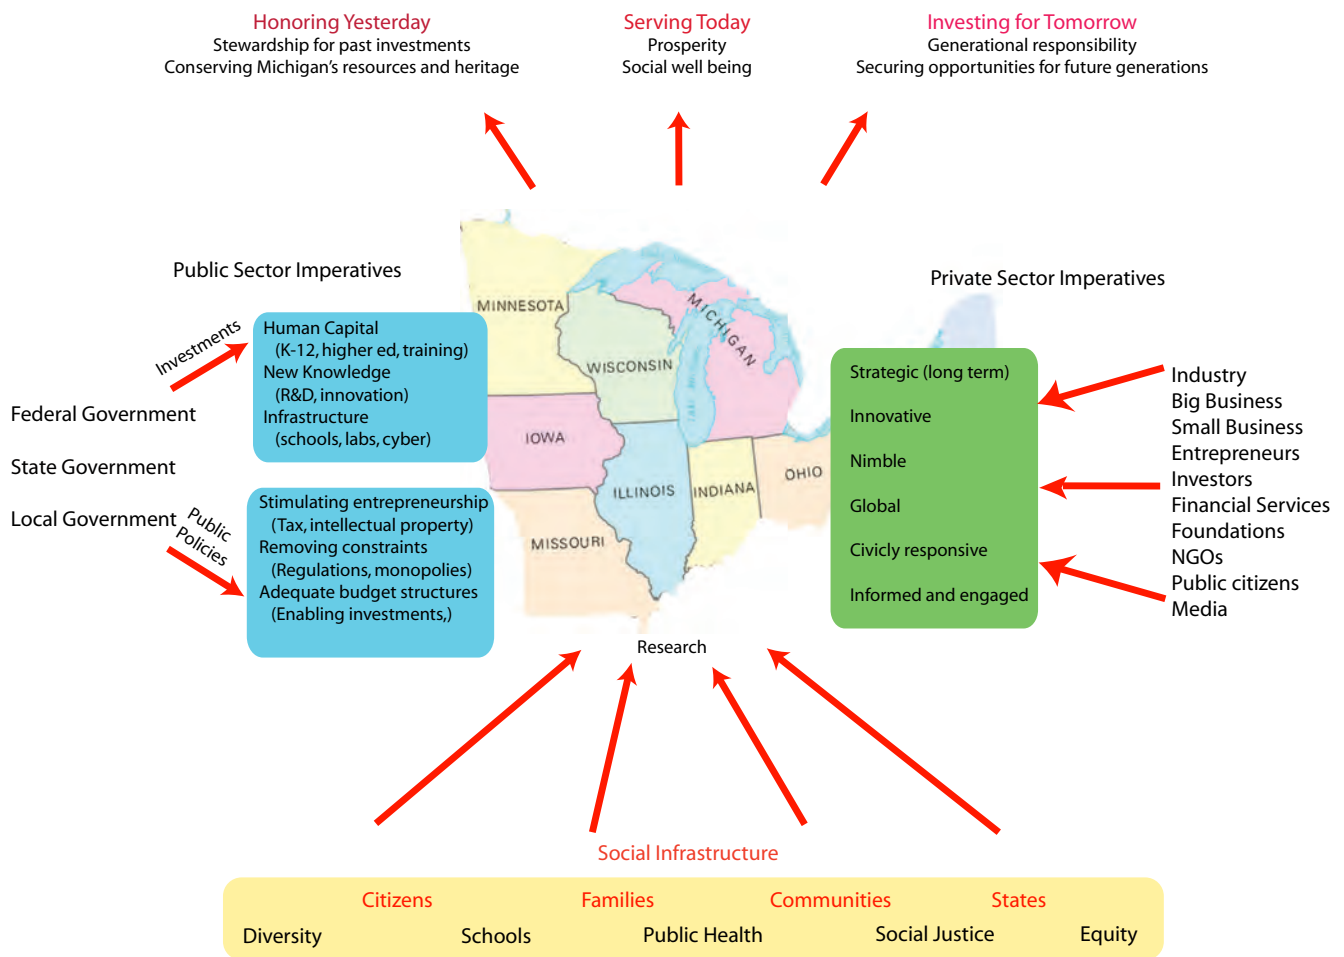 Honoring Yesterday
Stewardship for past investments
Conserving Michigan's resources and heritage
Serving Today
Prosperity
Social well being
Investing for Tomorrow
Generational responsibility
Securing opportunities for future generations
Public Sector Imperatives
Private Sector Imperatives
Investments
Human Capital
(K-12, higher ed, training)
New Knowledge
(R&D, innovation)
Infrastructure
(schools, labs, cyber)
Federal Government
State Government
Local Government
Public
Policies
Stimulating entrepreneurship
(Tax, intellectual property)
Removing constraints
(Regulations, monopolies)
Adequate budget structures
(Enabling investments,)
MINNESOTA
WISCONSIN
MICHIGAN
IOWA
ILLINOIS
INDIANA
OHIO
MISSOURI
Strategic (long term)
Innovative
Nimble
Global
Civicly responsive
Informed and engaged
Industry
Big Business
Small Business
Entrepreneurs
Investors
Financial Services
Foundations
NGOs
Public citizens
Media
Research
Social Infrastructure
Citizens Families Communities States
Diversity Schools Public Health Social Justice Equity